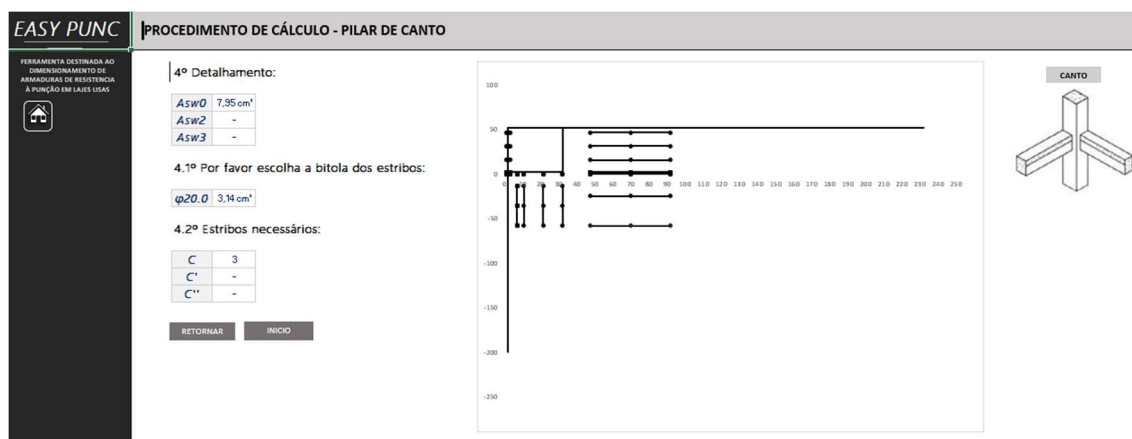 EASY PUNC
PROCEDIMENTO DE CÁLCULO - PILAR DE CANTO
FERRAMENTA DESTINADA AO
DIMENSIONAMENTO DE
ARMADURAS DE RESISTENCIA
À PUNÇÃO EM LAJES LISAS
4º Detalhamento:
Asw0 7,95 cm²
Asw2 -
Asw3 -
4.1º Por favor escolha a bitola dos estribos:
φ20.0 3,14 cm²
4.2º Estribos necessários:
C 3
C' -
C'' -
RETORNAR INICIO
100
50
0
0 10 20 30 40 50 60 70 80 90 100 110 120 130 140 150 160 170 180 190 200 210 220 230 240 250
-50
-100
-150
-200
-250
CANTO